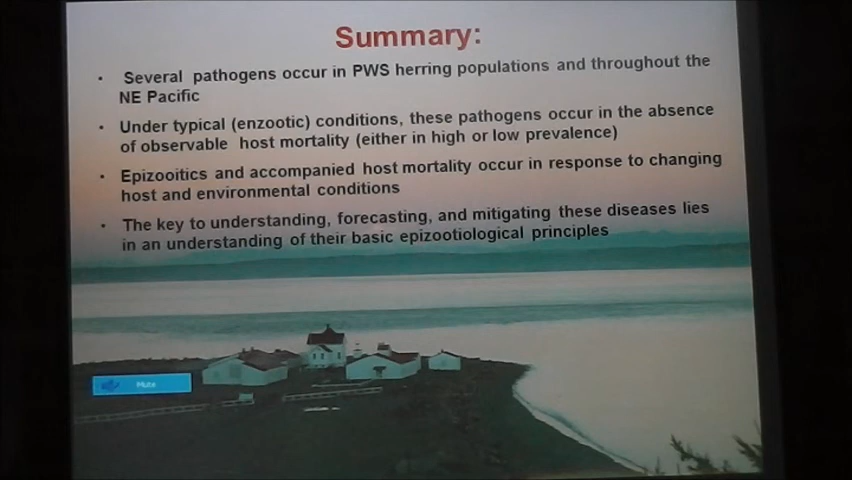 Summary:
• Several pathogens occur in PWS herring populations and throughout the
NE Pacific
• Under typical (enzootic) conditions, these pathogens occur in the absence
of observable host mortality (either in high or low prevalence)
• Epizooitics and accompanied host mortality occur in response to changing
host and environmental conditions
• The key to understanding, forecasting, and mitigating these diseases lies
in an understanding of their basic epizootiological principles
Mute